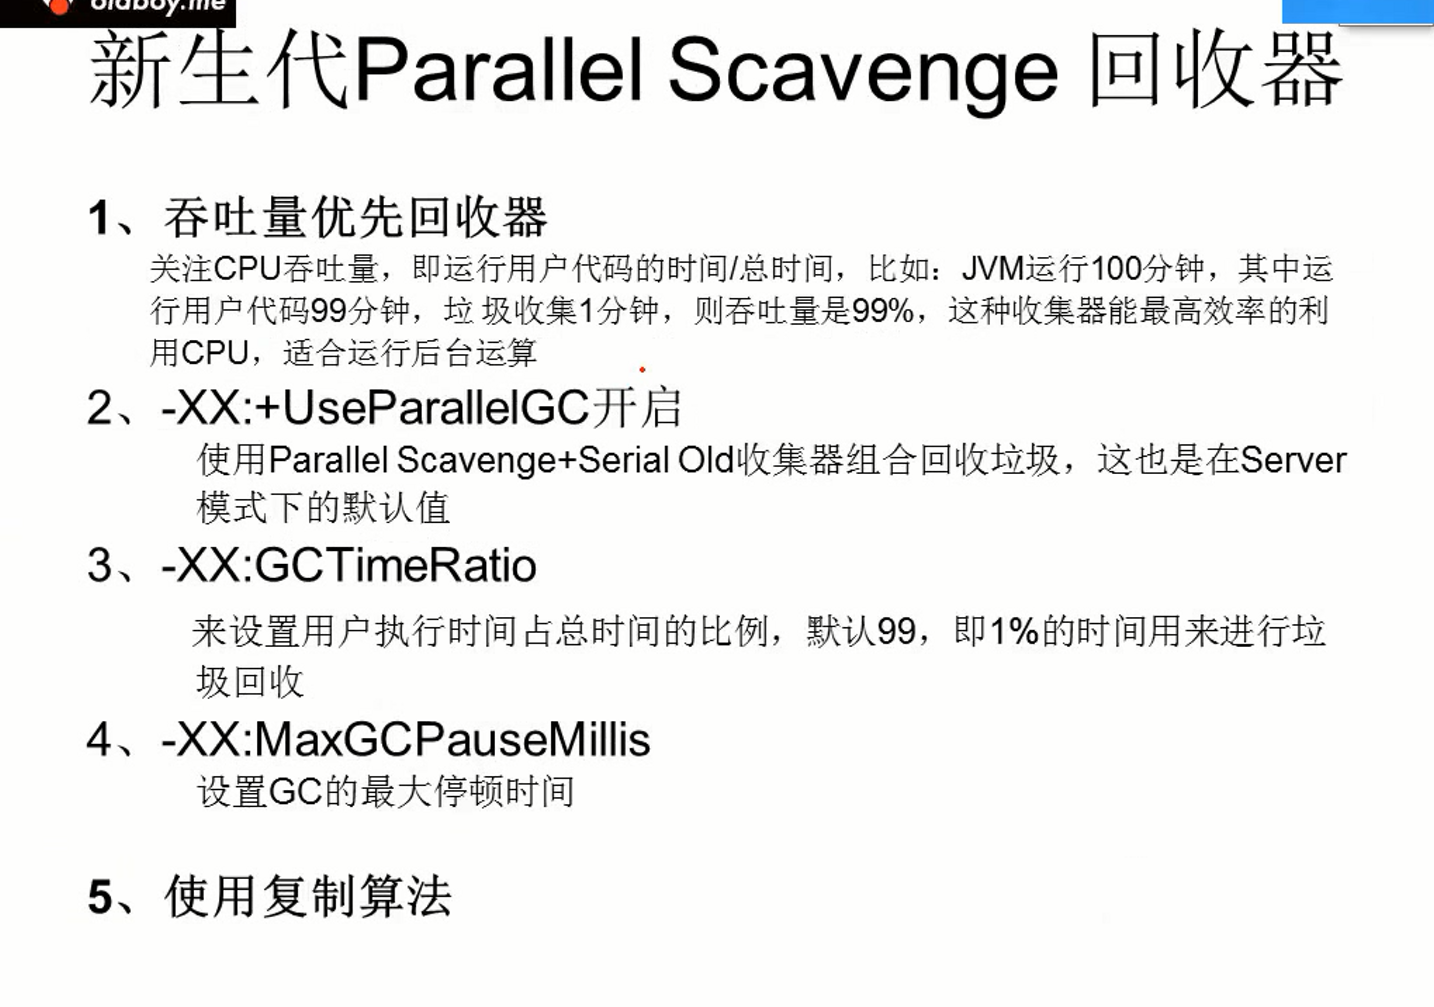 oldboy.me
新生代Parallel Scavenge 回收器
1、吞吐量优先回收器
关注CPU吞吐量，即运行用户代码的时间/总时间，比如：JVM运行100分钟，其中运
行用户代码99分钟，垃 圾收集1分钟，则吞吐量是99%，这种收集器能最高效率的利
用CPU，适合运行后台运算
2、-XX:+UseParallelGC开启
使用Parallel Scavenge+Serial Old收集器组合回收垃圾，这也是在Server
模式下的默认值
3、-XX:GCTimeRatio
来设置用户执行时间占总时间的比例，默认99，即1%的时间用来进行垃
圾回收
4、-XX:MaxGCPauseMillis
设置GC的最大停顿时间
5、使用复制算法